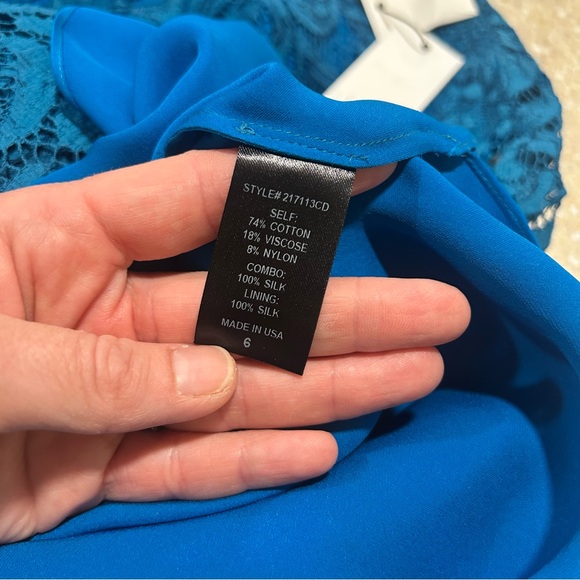 STYLE# 217113CD
SELF:
74% COTTON
18% VISCOSE
8% NYLON
COMBO:
100% SILK
LINING:
100% SILK
MADE IN USA
6